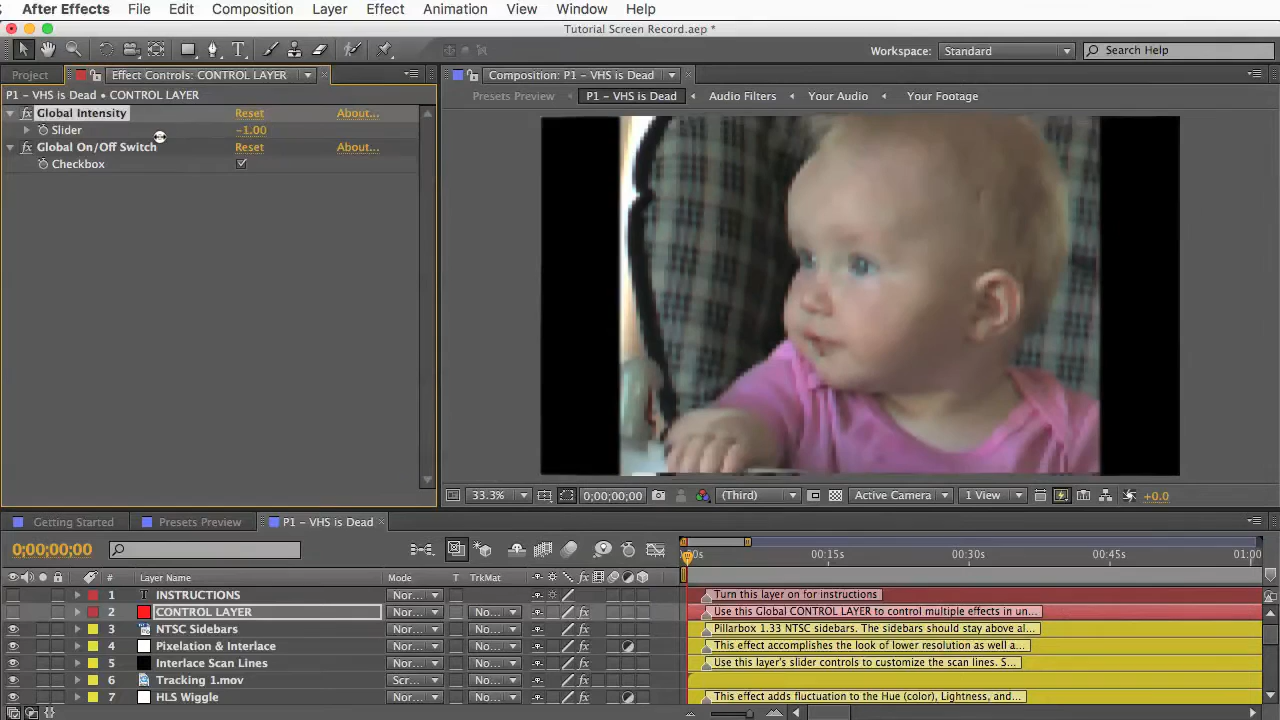 After Effects File Edit Composition Layer Effect Animation View Window Help
Tutorial Screen Record.aep *
Workspace: Standard Search Help
Project Effect Controls: CONTROL LAYER Composition: P1 – VHS is Dead
P1 – VHS is Dead • CONTROL LAYER Presets Preview P1 – VHS is Dead Audio Filters Your Audio Your Footage
fx Global Intensity Reset About...
Slider -1.00
fx Global On/Off Switch Reset About...
Checkbox
33.3% 0;00;00;00 (Third) Active Camera 1 View +0.0
Getting Started Presets Preview P1 – VHS is Dead
0;00;00;00 00s 00:15s 00:30s 00:45s 01:00
# Layer Name Mode T TrkMat
T INSTRUCTIONS Nor... Turn this layer on for instructions
2 CONTROL LAYER Nor... No... fx Use this Global CONTROL LAYER to control multiple effects in un...
3 NTSC Sidebars Nor... No... Pillarbox 1.33 NTSC sidebars. The sidebars should stay above al...
4 Pixelation & Interlace Nor... No... fx This effect accomplishes the look of lower resolution as well a...
5 Interlace Scan Lines Nor... No... fx Use this layer's slider controls to customize the scan lines. S...
6 Tracking 1.mov Scr... No... fx
7 HLS Wiggle Nor... No... fx This effect adds fluctuation to the Hue (color), Lightness, and...